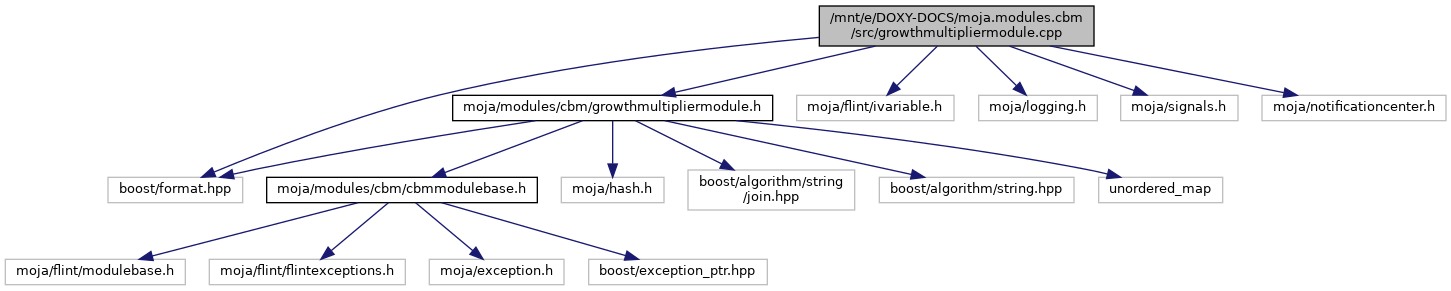 /mnt/e/DOXY-DOCS/moja.modules.cbm
/src/growthmultipliermodule.cpp
moja/modules/cbm/growthmultipliermodule.h
moja/flint/ivariable.h
moja/logging.h
moja/signals.h
moja/notificationcenter.h
boost/format.hpp
moja/modules/cbm/cbmmodulebase.h
moja/hash.h
boost/algorithm/string
/join.hpp
boost/algorithm/string.hpp
unordered_map
moja/flint/modulebase.h
moja/flint/flintexceptions.h
moja/exception.h
boost/exception_ptr.hpp